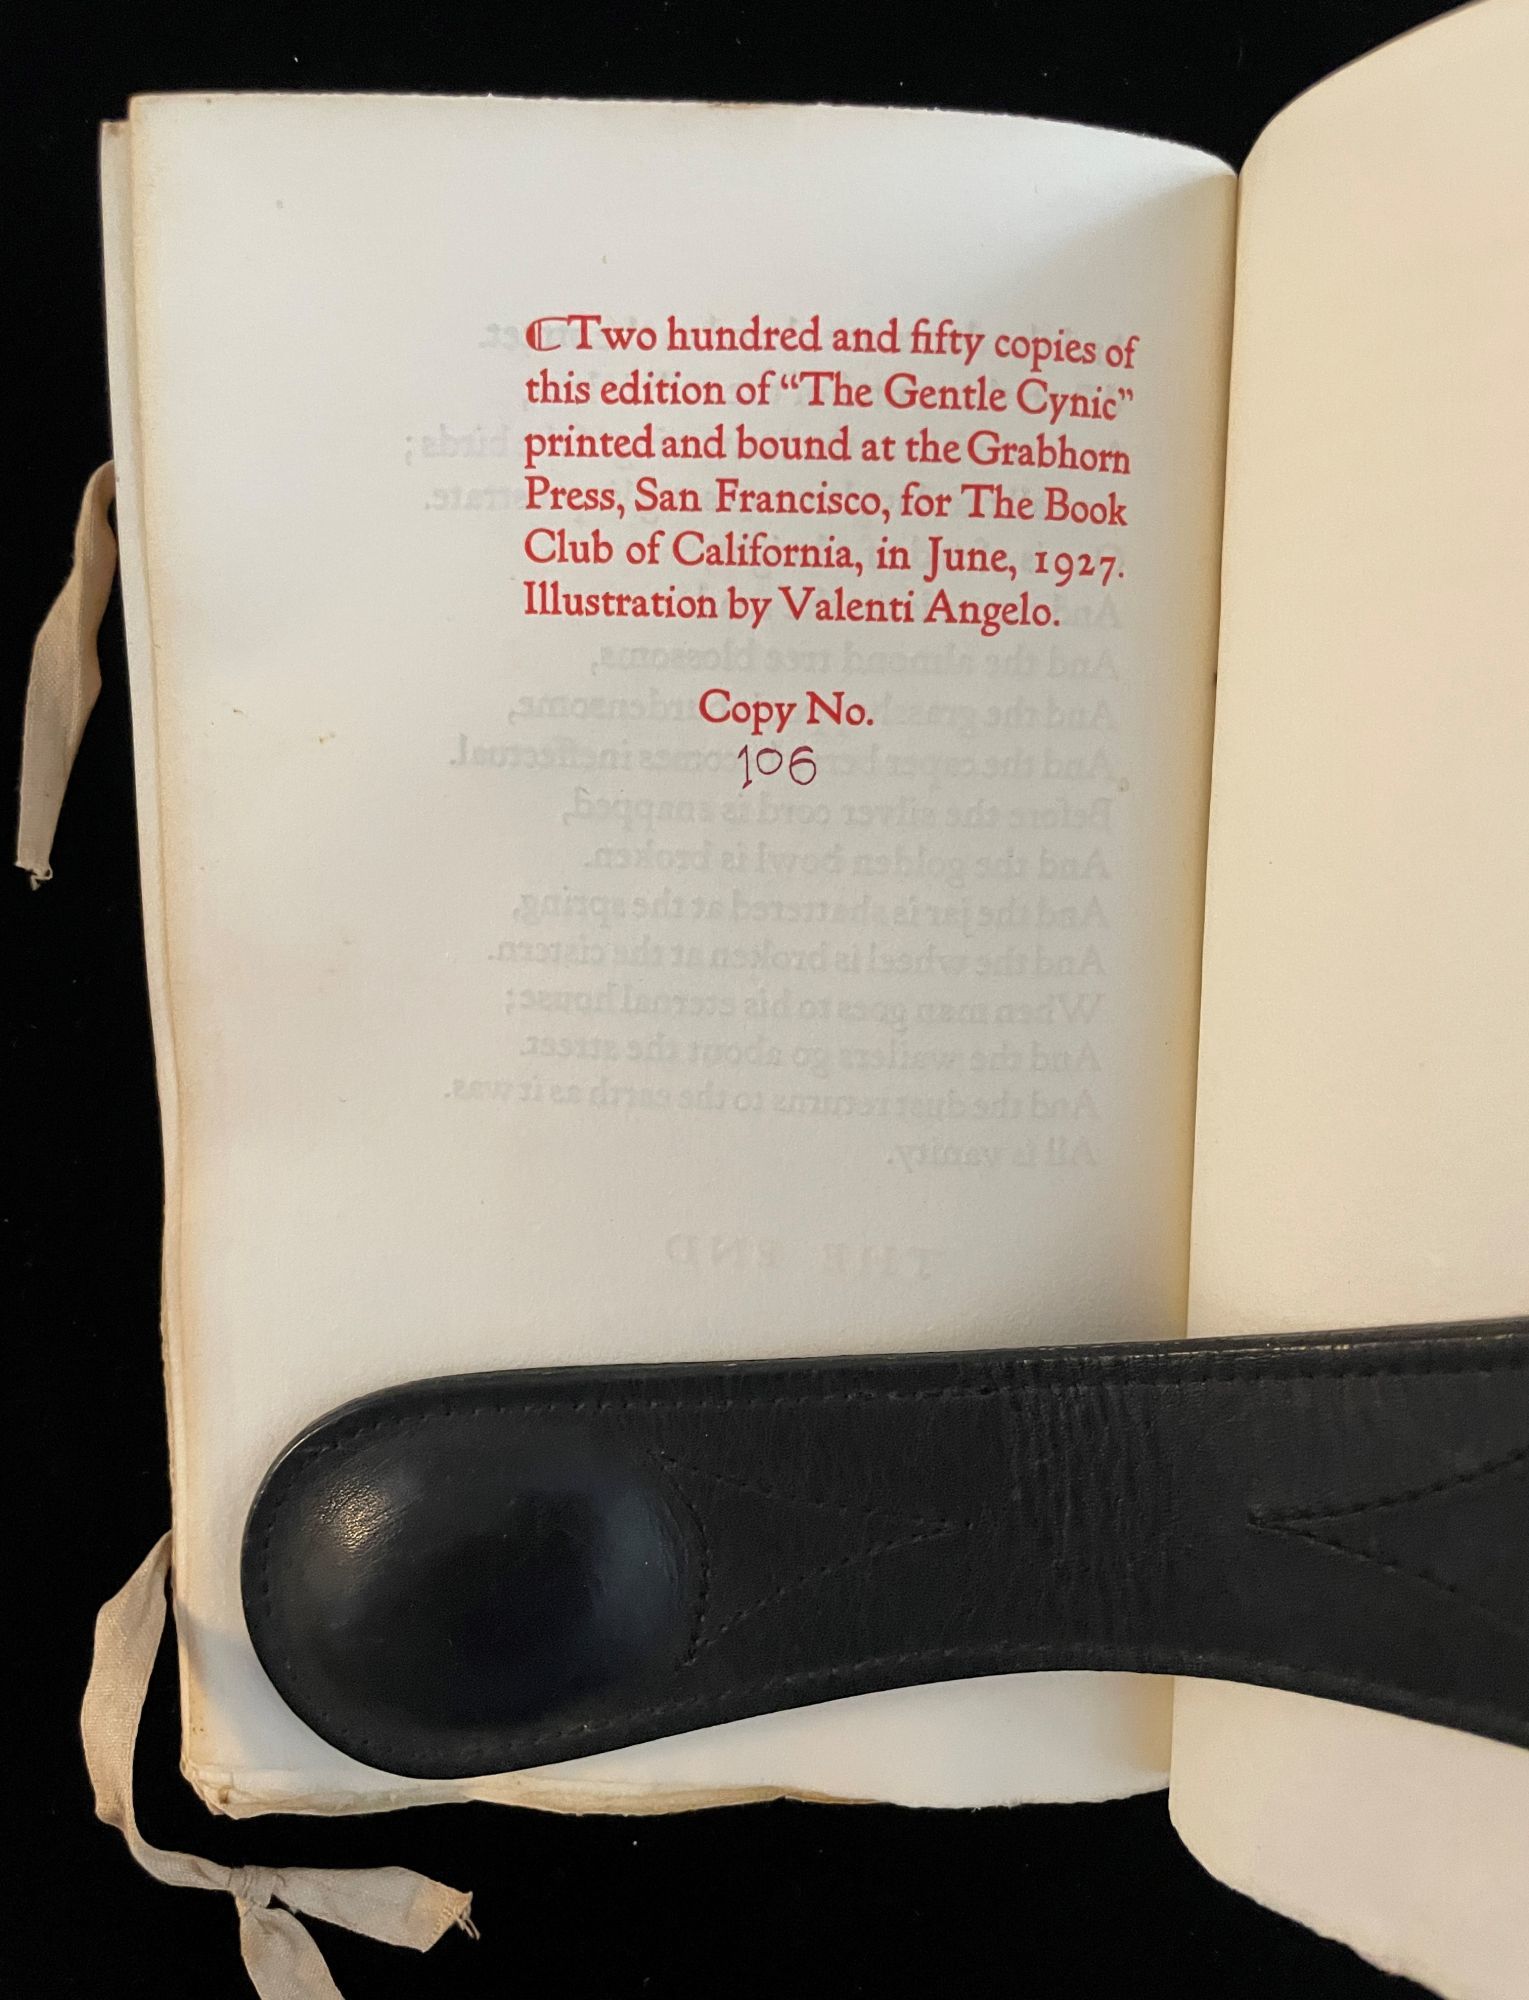 ℂTwo hundred and fifty copies of
this edition of “The Gentle Cynic”
printed and bound at the Grabhorn
Press, San Francisco, for The Book
Club of California, in June, 1927.
Illustration by Valenti Angelo.
Copy No.
106